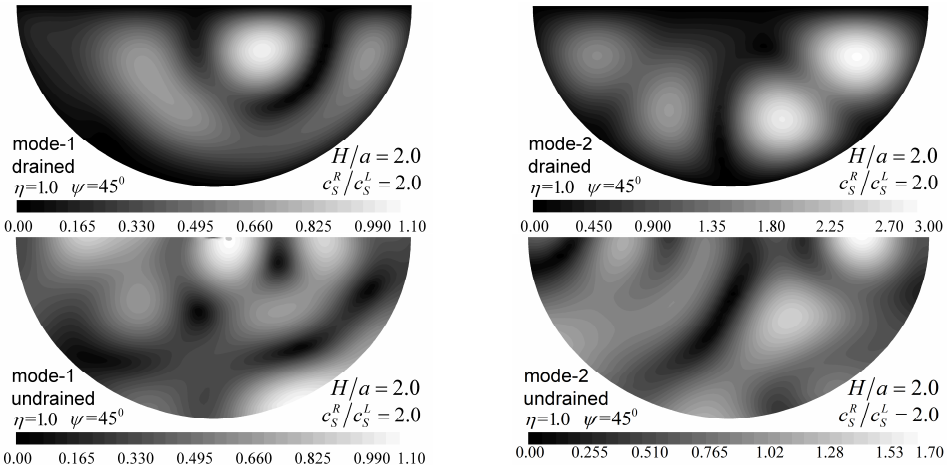 mode-1
drained
η=1.0 ψ=45⁰
H/a = 2.0
c_S^R/c_S^L − 2.0
0.00 0.165 0.330 0.495 0.660 0.825 0.990 1.10
mode-2
drained
η=1.0 ψ=45⁰
H/a = 2.0
c_S^R/c_S^L − 2.0
0.00 0.450 0.900 1.35 1.80 2.25 2.70 3.00
mode-1
undrained
η=1.0 ψ=45⁰
H/a = 2.0
c_S^R/c_S^L − 2.0
0.00 0.165 0.330 0.495 0.660 0.825 0.990 1.10
mode-2
undrained
η=1.0 ψ=45⁰
H/a = 2.0
c_S^R/c_S^L − 2.0
0.00 0.255 0.510 0.765 1.02 1.28 1.53 1.70